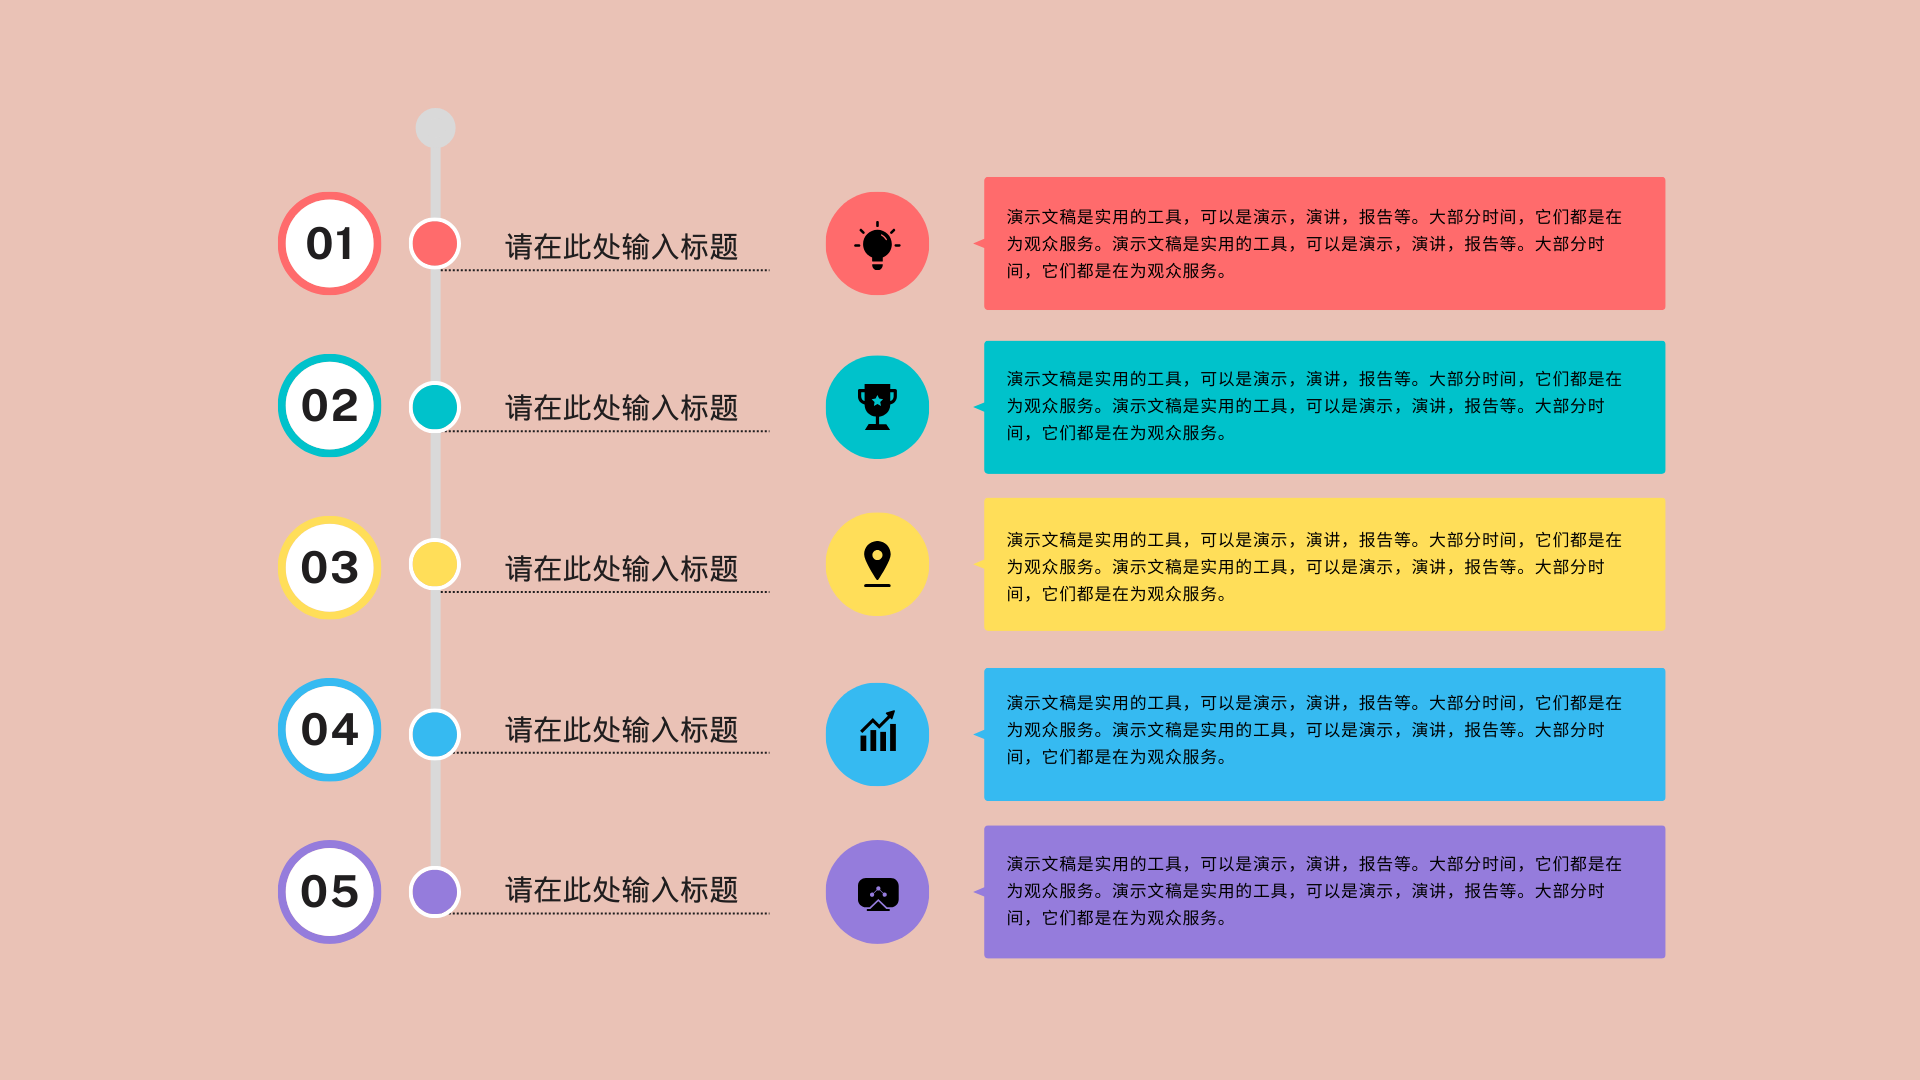 01
请在此处输入标题
演示文稿是实用的工具，可以是演示，演讲，报告等。大部分时间，它们都是在
为观众服务。演示文稿是实用的工具，可以是演示，演讲，报告等。大部分时
间，它们都是在为观众服务。
02
请在此处输入标题
演示文稿是实用的工具，可以是演示，演讲，报告等。大部分时间，它们都是在
为观众服务。演示文稿是实用的工具，可以是演示，演讲，报告等。大部分时
间，它们都是在为观众服务。
03
请在此处输入标题
演示文稿是实用的工具，可以是演示，演讲，报告等。大部分时间，它们都是在
为观众服务。演示文稿是实用的工具，可以是演示，演讲，报告等。大部分时
间，它们都是在为观众服务。
04
请在此处输入标题
演示文稿是实用的工具，可以是演示，演讲，报告等。大部分时间，它们都是在
为观众服务。演示文稿是实用的工具，可以是演示，演讲，报告等。大部分时
间，它们都是在为观众服务。
05
请在此处输入标题
演示文稿是实用的工具，可以是演示，演讲，报告等。大部分时间，它们都是在
为观众服务。演示文稿是实用的工具，可以是演示，演讲，报告等。大部分时
间，它们都是在为观众服务。